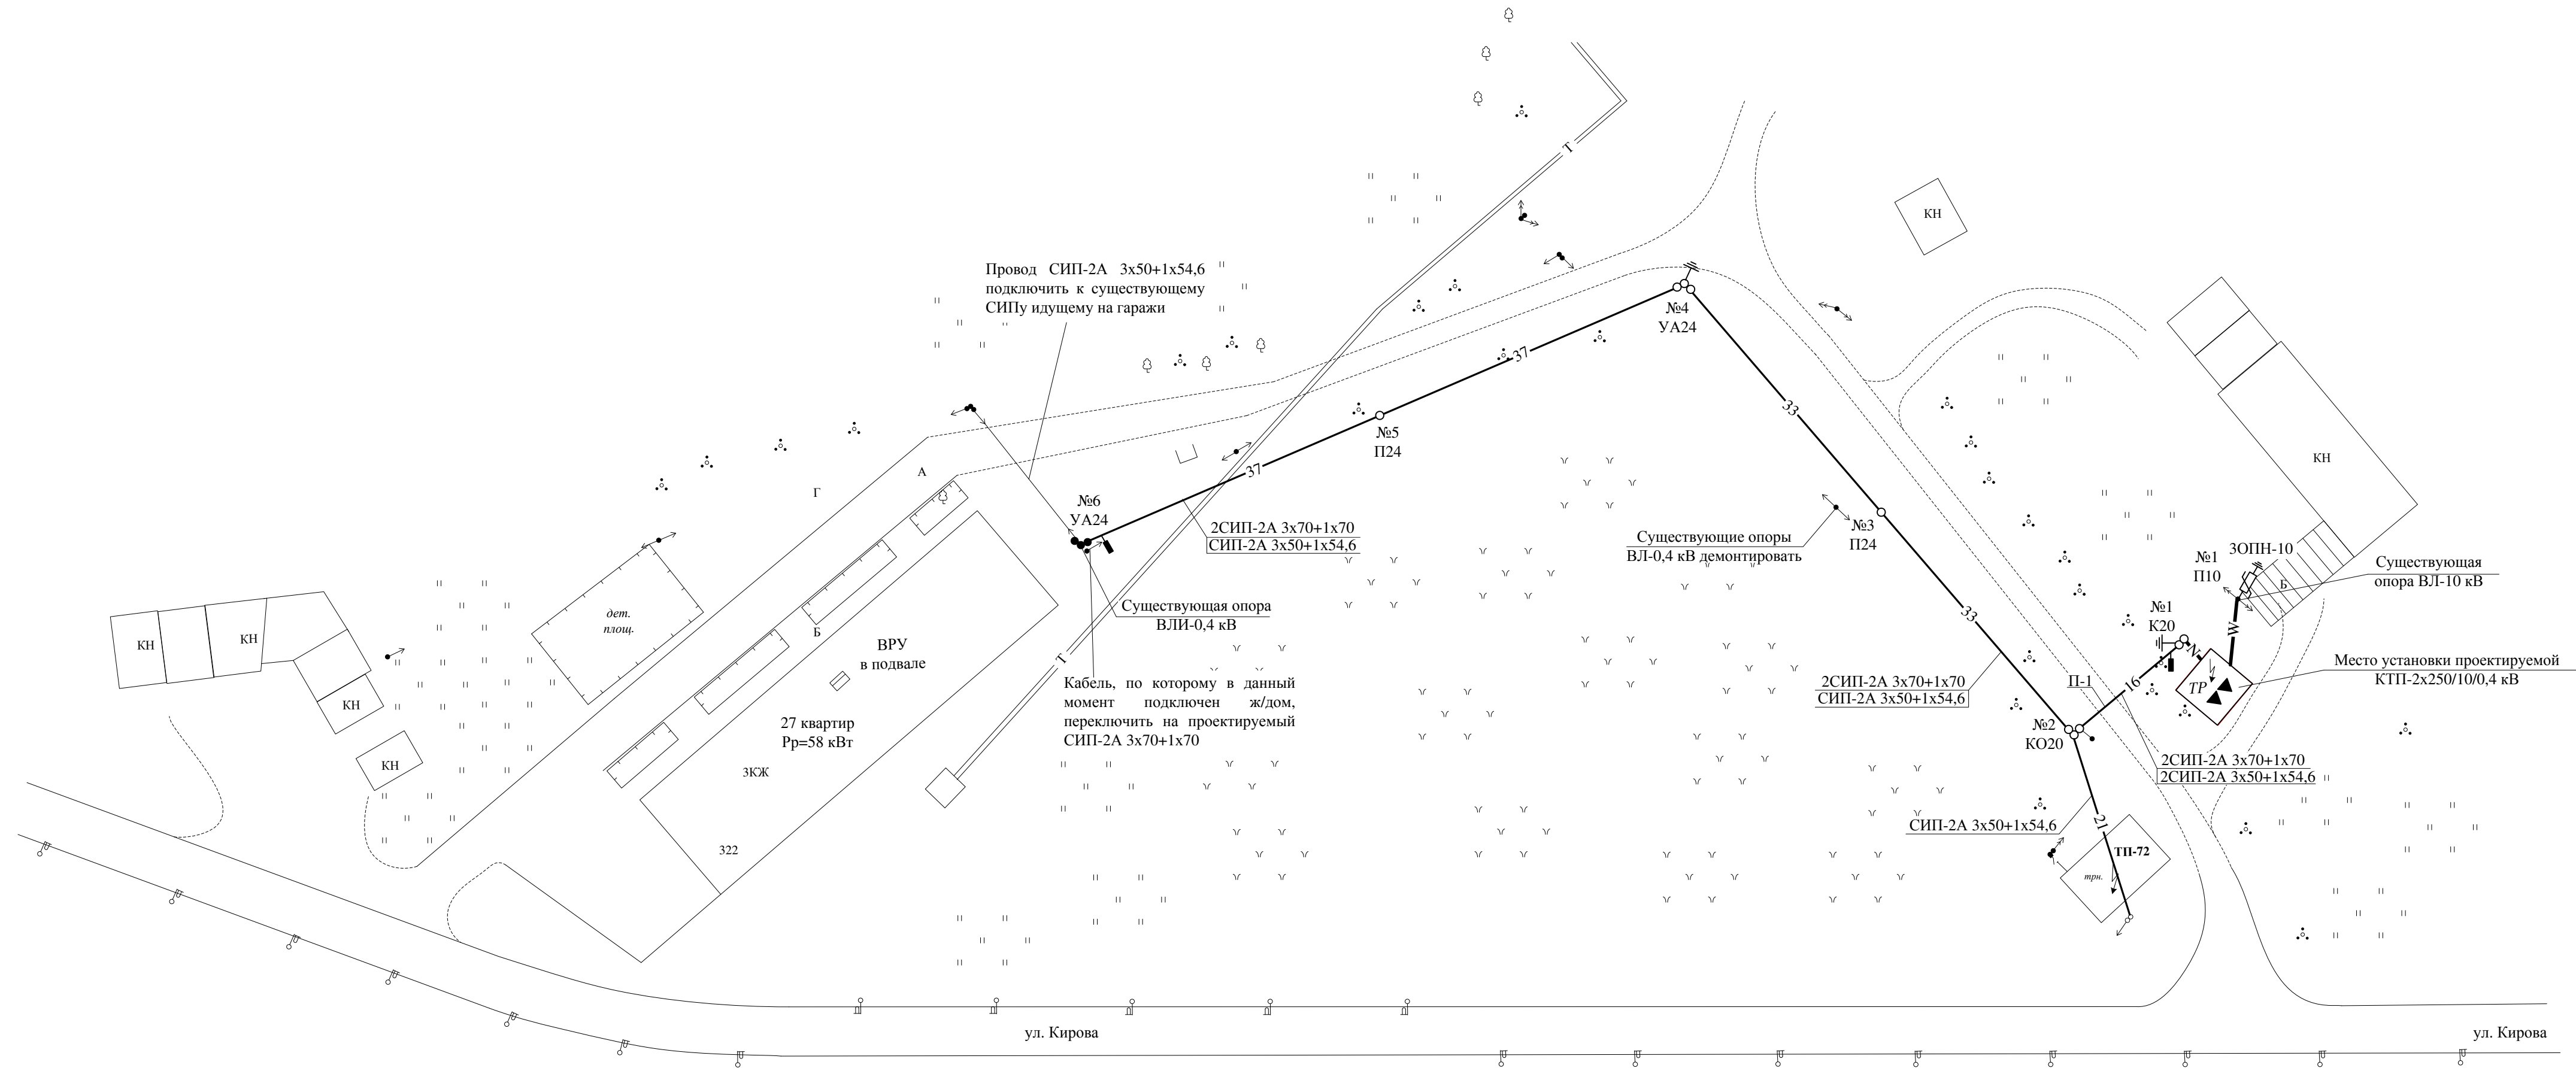 Т
КН
Провод СИП-2А 3х50+1х54,6
подключить к существующему
СИПу идущему на гаражи
№4
УА24
37
33
№5
П24
КН
А
Г
37
№6
УА24
2СИП-2А 3х70+1х70
СИП-2А 3х50+1х54,6
Существующие опоры
ВЛ-0,4 кВ демонтировать
№3
П24
№1
П10
3ОПН-10
Б
Существующая
опора ВЛ-10 кВ
дет.
площ.
Существующая опора
ВЛИ-0,4 кВ
33
№1
К20
W
N
КН
КН
Б
ВРУ
в подвале
Т
Место установки проектируемой
КТП-2х250/10/0,4 кВ
ТР
Кабель, по которому в данный
момент подключен ж/дом,
переключить на проектируемый
СИП-2А 3х70+1х70
2СИП-2А 3х70+1х70
СИП-2А 3х50+1х54,6
П-1
16
КН
27 квартир
Рр=58 кВт
№2
КО20
КН
3КЖ
2СИП-2А 3х70+1х70
2СИП-2А 3х50+1х54,6
СИП-2А 3х50+1х54,6
21
322
ТП-72
трн.
ул. Кирова
ул. Кирова